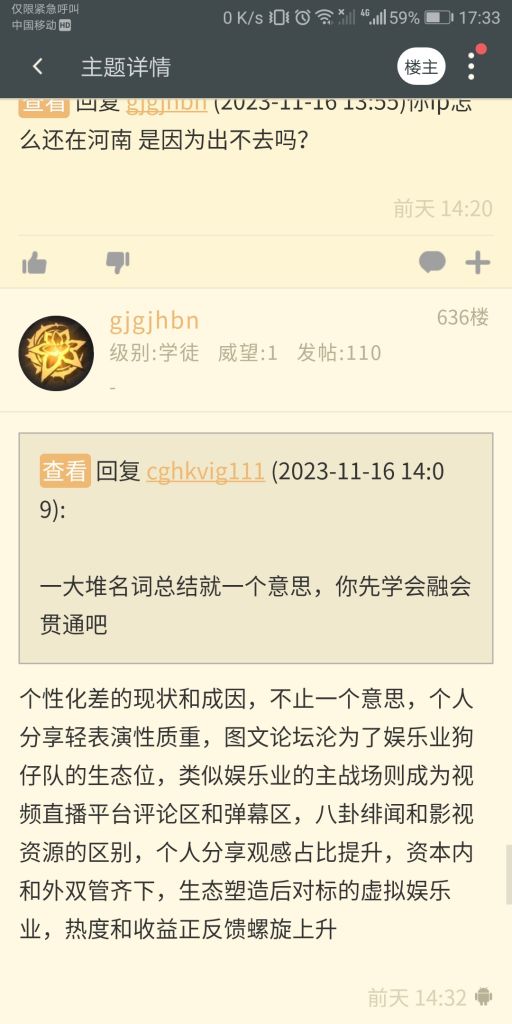 仅限紧急呼叫
中国移动 HD
0 K/s 4G 59% 17:33
主题详情
楼主
查看 回复 gjgjhbn (2023-11-16 13:55)你ip怎
么还在河南 是因为出不去吗？
前天 14:20
gjgjhbn
636楼
级别:学徒 威望:1 发帖:110
-
查看 回复 cghkvig111 (2023-11-16 14:0
9):
一大堆名词总结就一个意思，你先学会融会
贯通吧
个性化差的现状和成因，不止一个意思，个人
分享轻表演性质重，图文论坛沦为了娱乐业狗
仔队的生态位，类似娱乐业的主战场则成为视
频直播平台评论区和弹幕区，八卦绯闻和影视
资源的区别，个人分享观感占比提升，资本内
和外双管齐下，生态塑造后对标的虚拟娱乐
业，热度和收益正反馈螺旋上升
前天 14:32